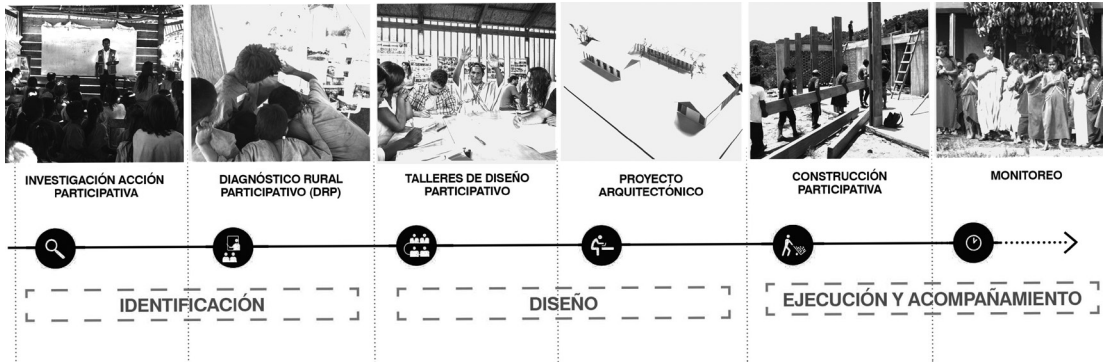 INVESTIGACIÓN ACCIÓN
PARTICIPATIVA
DIAGNÓSTICO RURAL
PARTICIPATIVO (DRP)
TALLERES DE DISEÑO
PARTICIPATIVO
PROYECTO
ARQUITECTÓNICO
CONSTRUCCIÓN
PARTICIPATIVA
MONITOREO
IDENTIFICACIÓN
DISEÑO
EJECUCIÓN Y ACOMPAÑAMIENTO